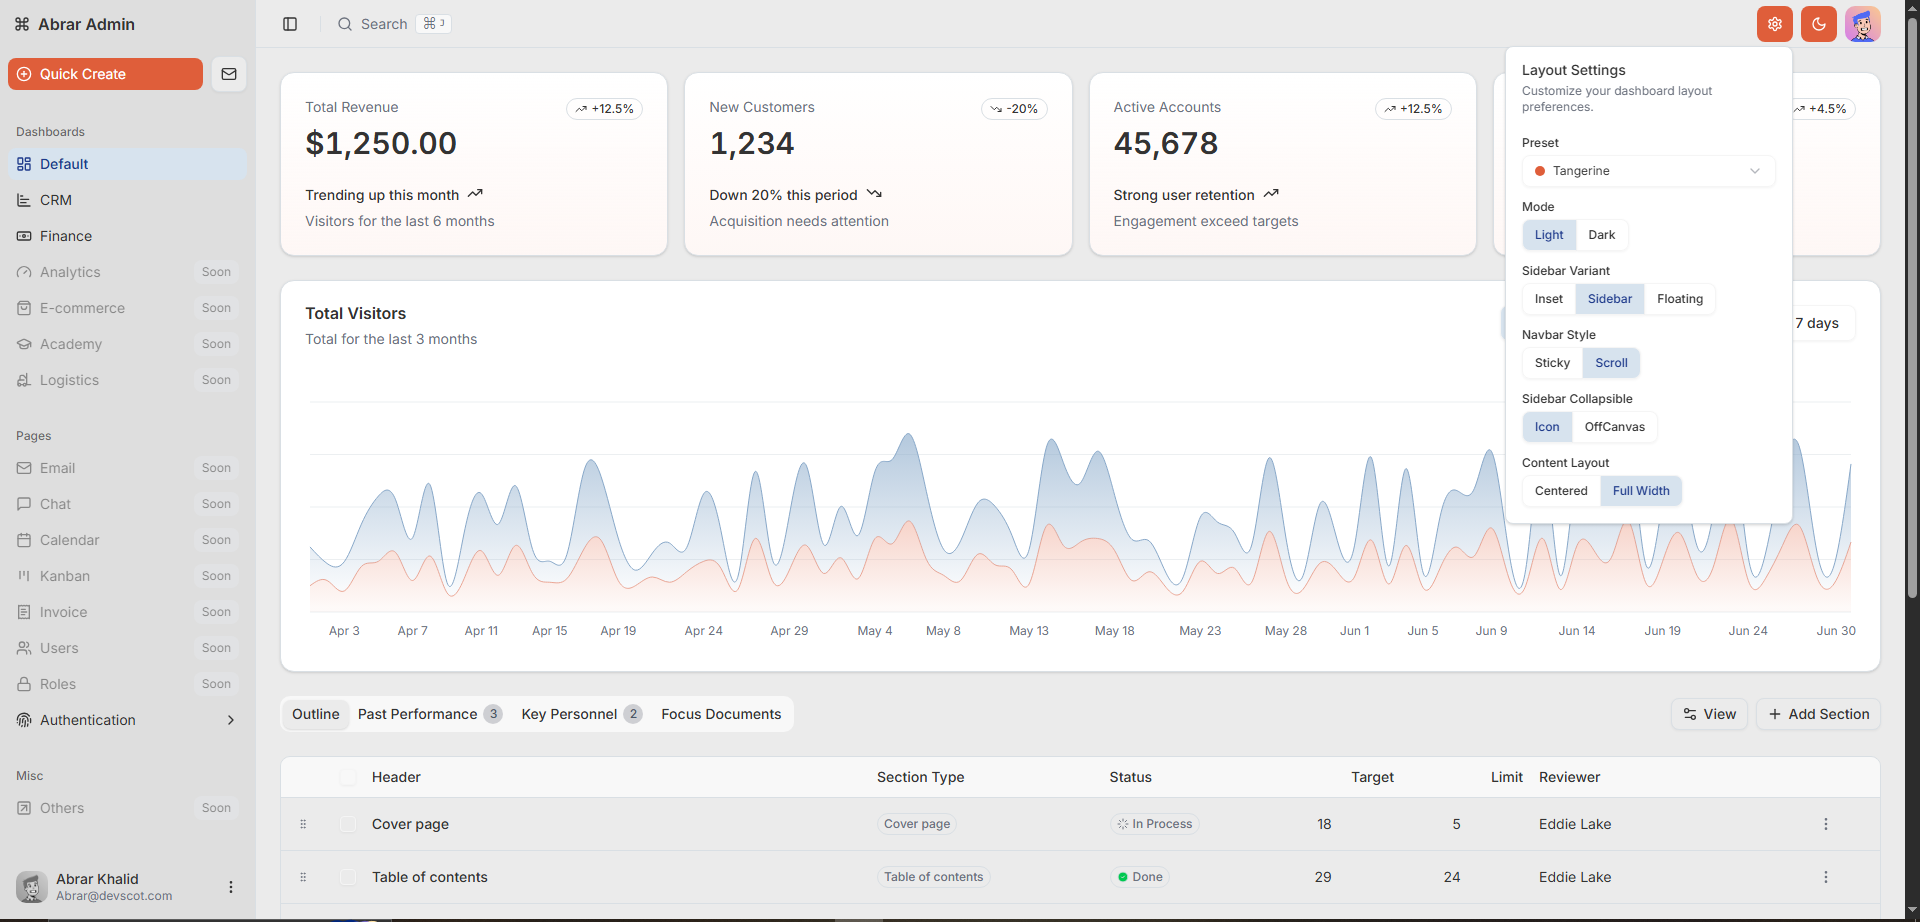 Abrar Admin
Search
⌘ J
Quick Create
Dashboards
Default
CRM
Finance
Analytics Soon
E-commerce Soon
Academy Soon
Logistics Soon
Pages
Email Soon
Chat Soon
Calendar Soon
Kanban Soon
Invoice Soon
Users Soon
Roles Soon
Authentication
Misc
Others Soon
Abrar Khalid
Abrar@devscot.com
Total Revenue
+12.5%
$1,250.00
Trending up this month
Visitors for the last 6 months
New Customers
-20%
1,234
Down 20% this period
Acquisition needs attention
Active Accounts
+12.5%
45,678
Strong user retention
Engagement exceed targets
+4.5%
Layout Settings
Customize your dashboard layout
preferences.
Preset
Tangerine
Mode
Light Dark
Sidebar Variant
Inset Sidebar Floating
Navbar Style
Sticky Scroll
Sidebar Collapsible
Icon OffCanvas
Content Layout
Centered Full Width
Total Visitors
Total for the last 3 months
7 days
Apr 3 Apr 7 Apr 11 Apr 15 Apr 19 Apr 24 Apr 29 May 4 May 8 May 13 May 18 May 23 May 28 Jun 1 Jun 5 Jun 9 Jun 14 Jun 19 Jun 24 Jun 30
Outline Past Performance 3 Key Personnel 2 Focus Documents
View
Add Section
Header Section Type Status Target Limit Reviewer
Cover page Cover page In Process 18 5 Eddie Lake
Table of contents Table of contents Done 29 24 Eddie Lake